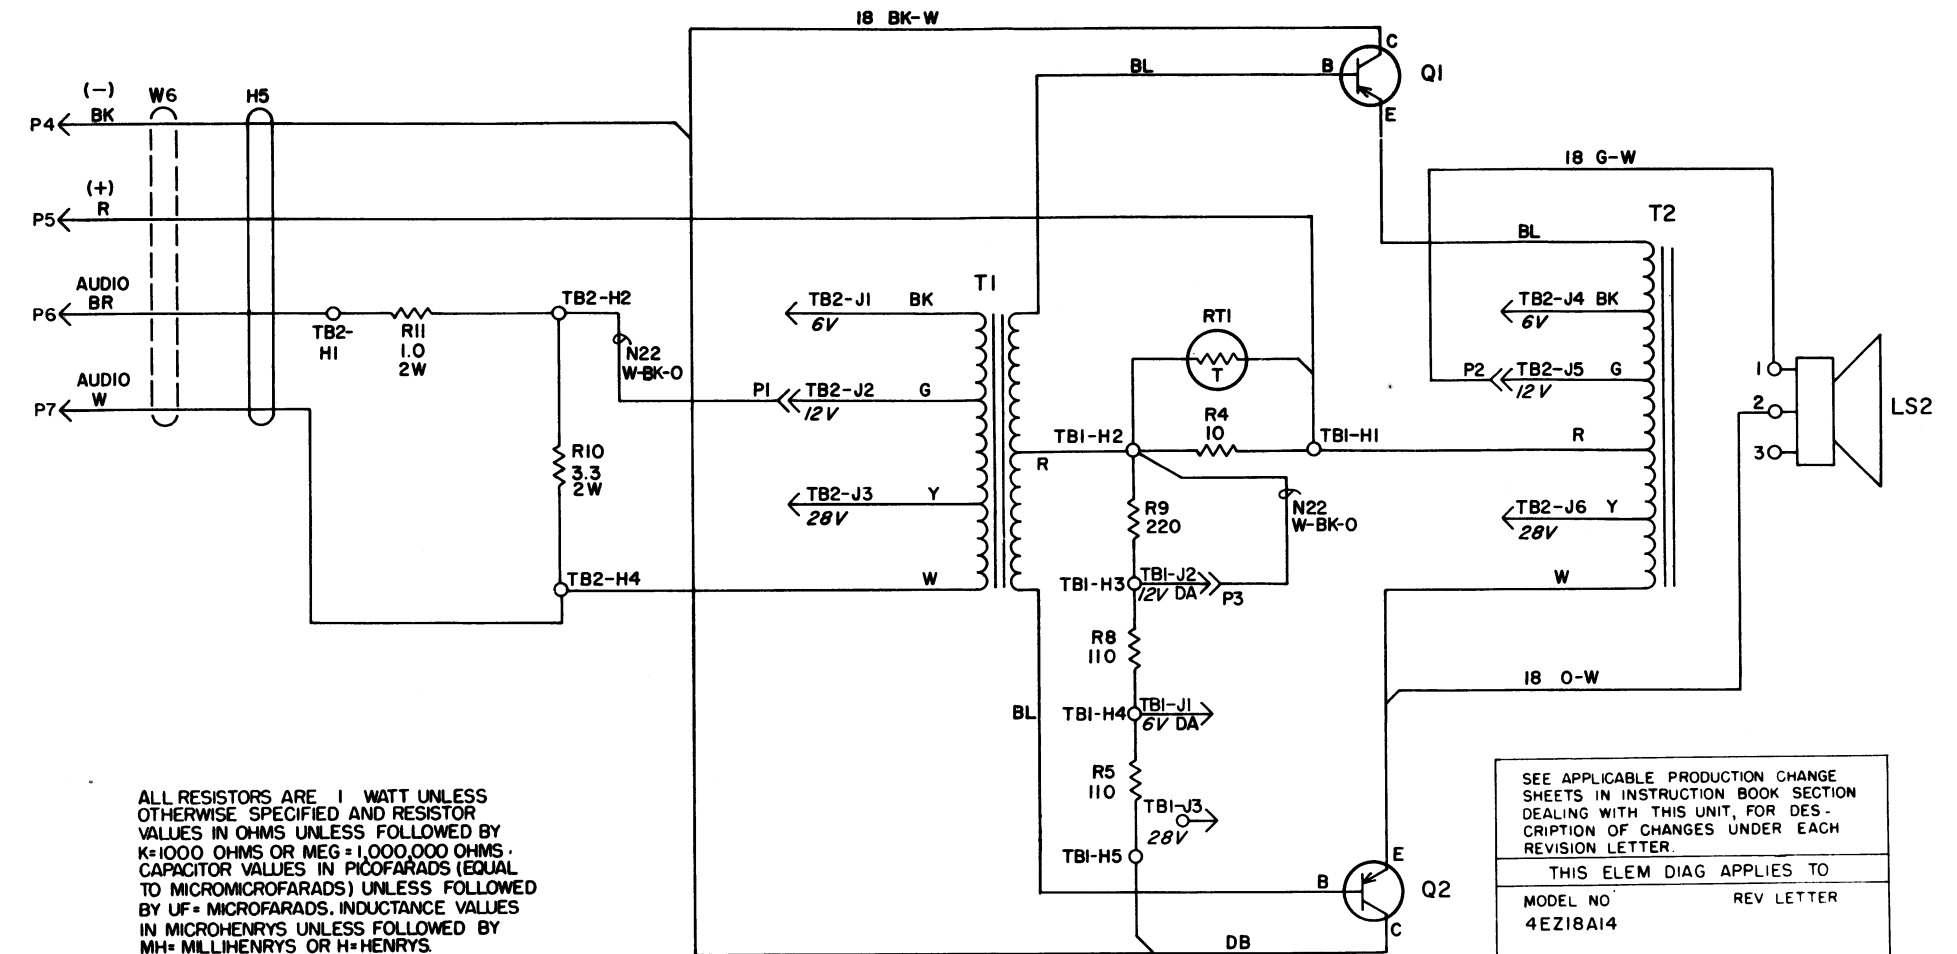 18 BK-W
C
BL
B
Q1
E
(-)
W6
H5
BK
P4
18 G-W
(+)
R
P5
T2
BL
AUDIO
BR
P6
TB2-H2
TB2-
H1
R11
1.0
2W
N22
W-BK-O
T1
TB2-J1 BK
6V
RT1
T
TB2-J4 BK
6V
AUDIO
W
P7
P1
TB2-J2 G
12V
P2
TB2-J5 G
12V
1
2
3
LS2
R4
10
TB1-H2
R
TB1-H1
R
R10
3.3
2W
TB2-J3 Y
28V
R9
220
N22
W-BK-O
TB2-J6 Y
28V
TB2-H4
W
TB1-H3
TB1-J2
12V DA
P3
W
R8
110
18 O-W
BL
TB1-H4
TB1-J1
6V DA
R5
110
TB1-J3
28V
TB1-H5
E
B
Q2
C
DB
ALL RESISTORS ARE 1 WATT UNLESS
OTHERWISE SPECIFIED AND RESISTOR
VALUES IN OHMS UNLESS FOLLOWED BY
K=1000 OHMS OR MEG=1,000,000 OHMS.
CAPACITOR VALUES IN PICOFARADS (EQUAL
TO MICROMICROFARADS) UNLESS FOLLOWED
BY UF= MICROFARADS. INDUCTANCE VALUES
IN MICROHENRYS UNLESS FOLLOWED BY
MH= MILLIHENRYS OR H=HENRYS.
SEE APPLICABLE PRODUCTION CHANGE
SHEETS IN INSTRUCTION BOOK SECTION
DEALING WITH THIS UNIT, FOR DES-
CRIPTION OF CHANGES UNDER EACH
REVISION LETTER.
THIS ELEM DIAG APPLIES TO
MODEL NO REV LETTER
4EZ18A14